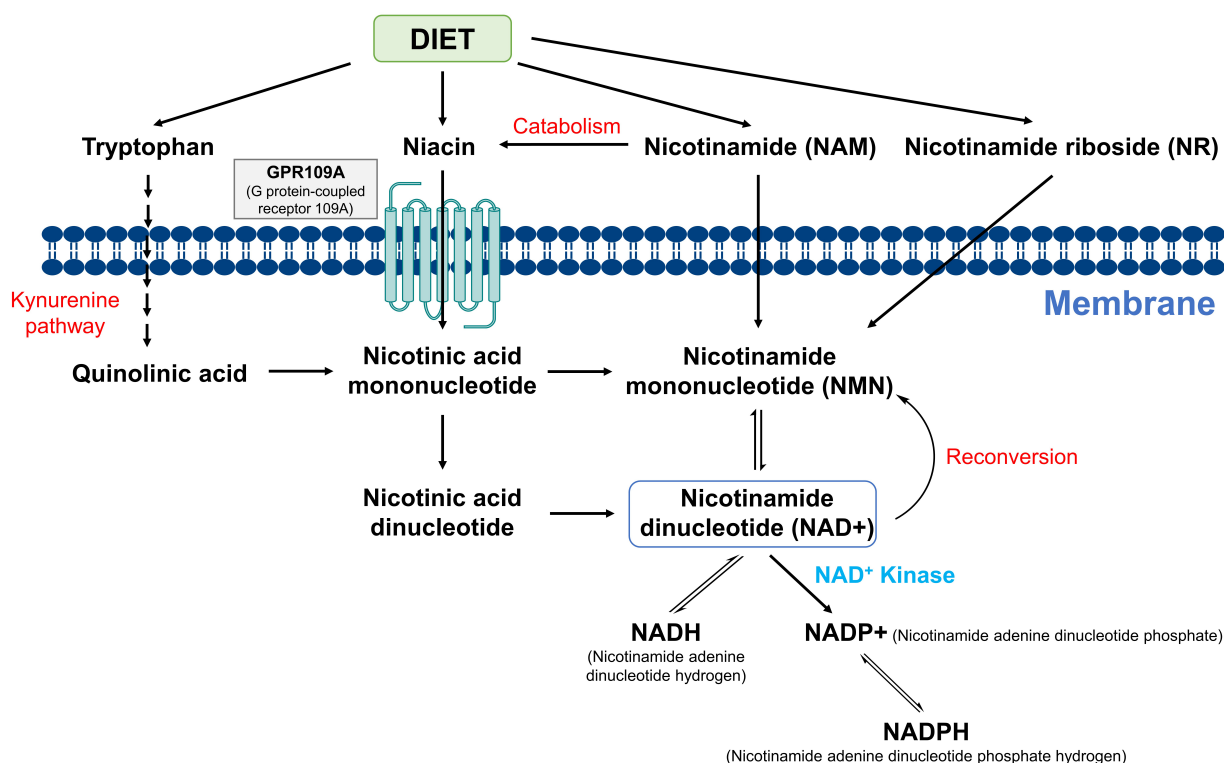 DIET
Catabolism
Tryptophan
Niacin
Nicotinamide (NAM)
Nicotinamide riboside (NR)
GPR109A
(G protein-coupled
receptor 109A)
Kynurenine
pathway
Membrane
Quinolinic acid
Nicotinic acid
mononucleotide
Nicotinamide
mononucleotide (NMN)
Reconversion
Nicotinic acid
dinucleotide
Nicotinamide
dinucleotide (NAD+)
NAD⁺ Kinase
NADH
(Nicotinamide adenine
dinucleotide hydrogen)
NADP+ (Nicotinamide adenine dinucleotide phosphate)
NADPH
(Nicotinamide adenine dinucleotide phosphate hydrogen)